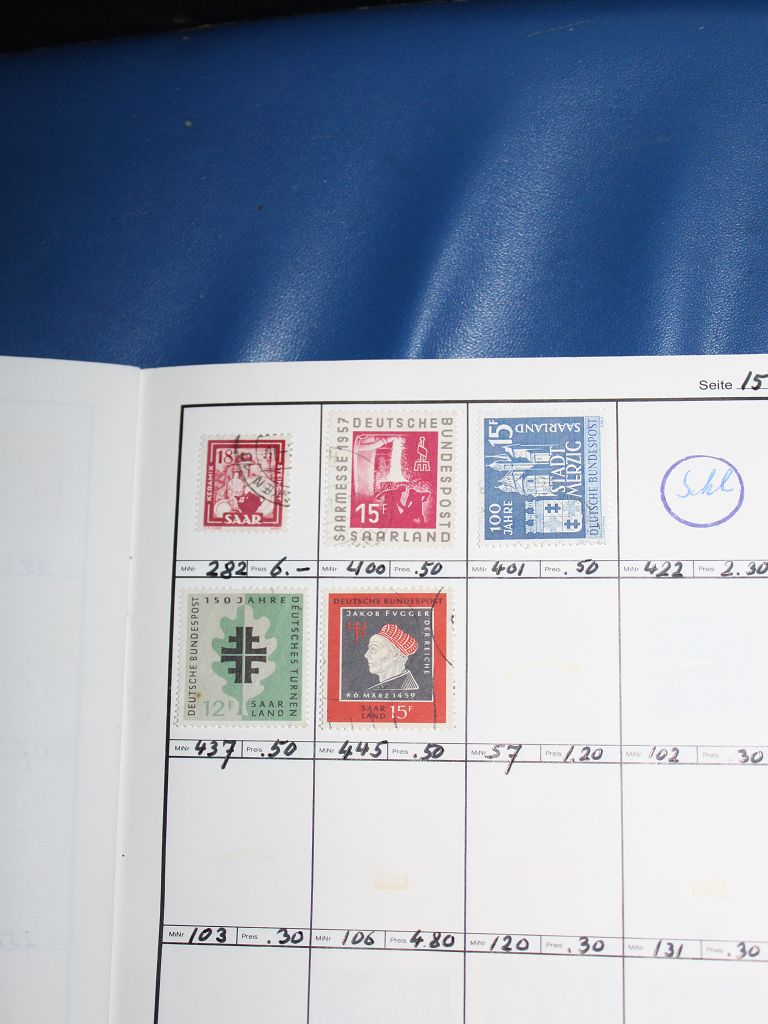 Seite 15
18
KERAMIK
SAAR
SAARMESSE 1957
DEUTSCHE
BUNDESPOST
15F
SAARLAND
15F
SAARLAND
STADT
MERZIG
100
JAHRE
DEUTSCHE BUNDESPOST
MiNr 282 Preis 6.—
MiNr 400 Preis .50
MiNr 401 Preis .50
MiNr 422 Preis 2.30
DEUTSCHE BUNDESPOST
150 JAHRE
DEUTSCHES TURNEN
12F
SAAR
LAND
DEUTSCHE BUNDESPOST
JAKOB FVGGER
DER REICHE
* 6. MÄRZ 1459
SAAR
LAND 15F
MiNr 437 Preis .50
MiNr 445 Preis .50
MiNr 57 Preis 1.20
MiNr 102 Preis .30
MiNr 103 Preis .30
MiNr 106 Preis 4.80
MiNr 120 Preis .30
MiNr 131 Preis .30